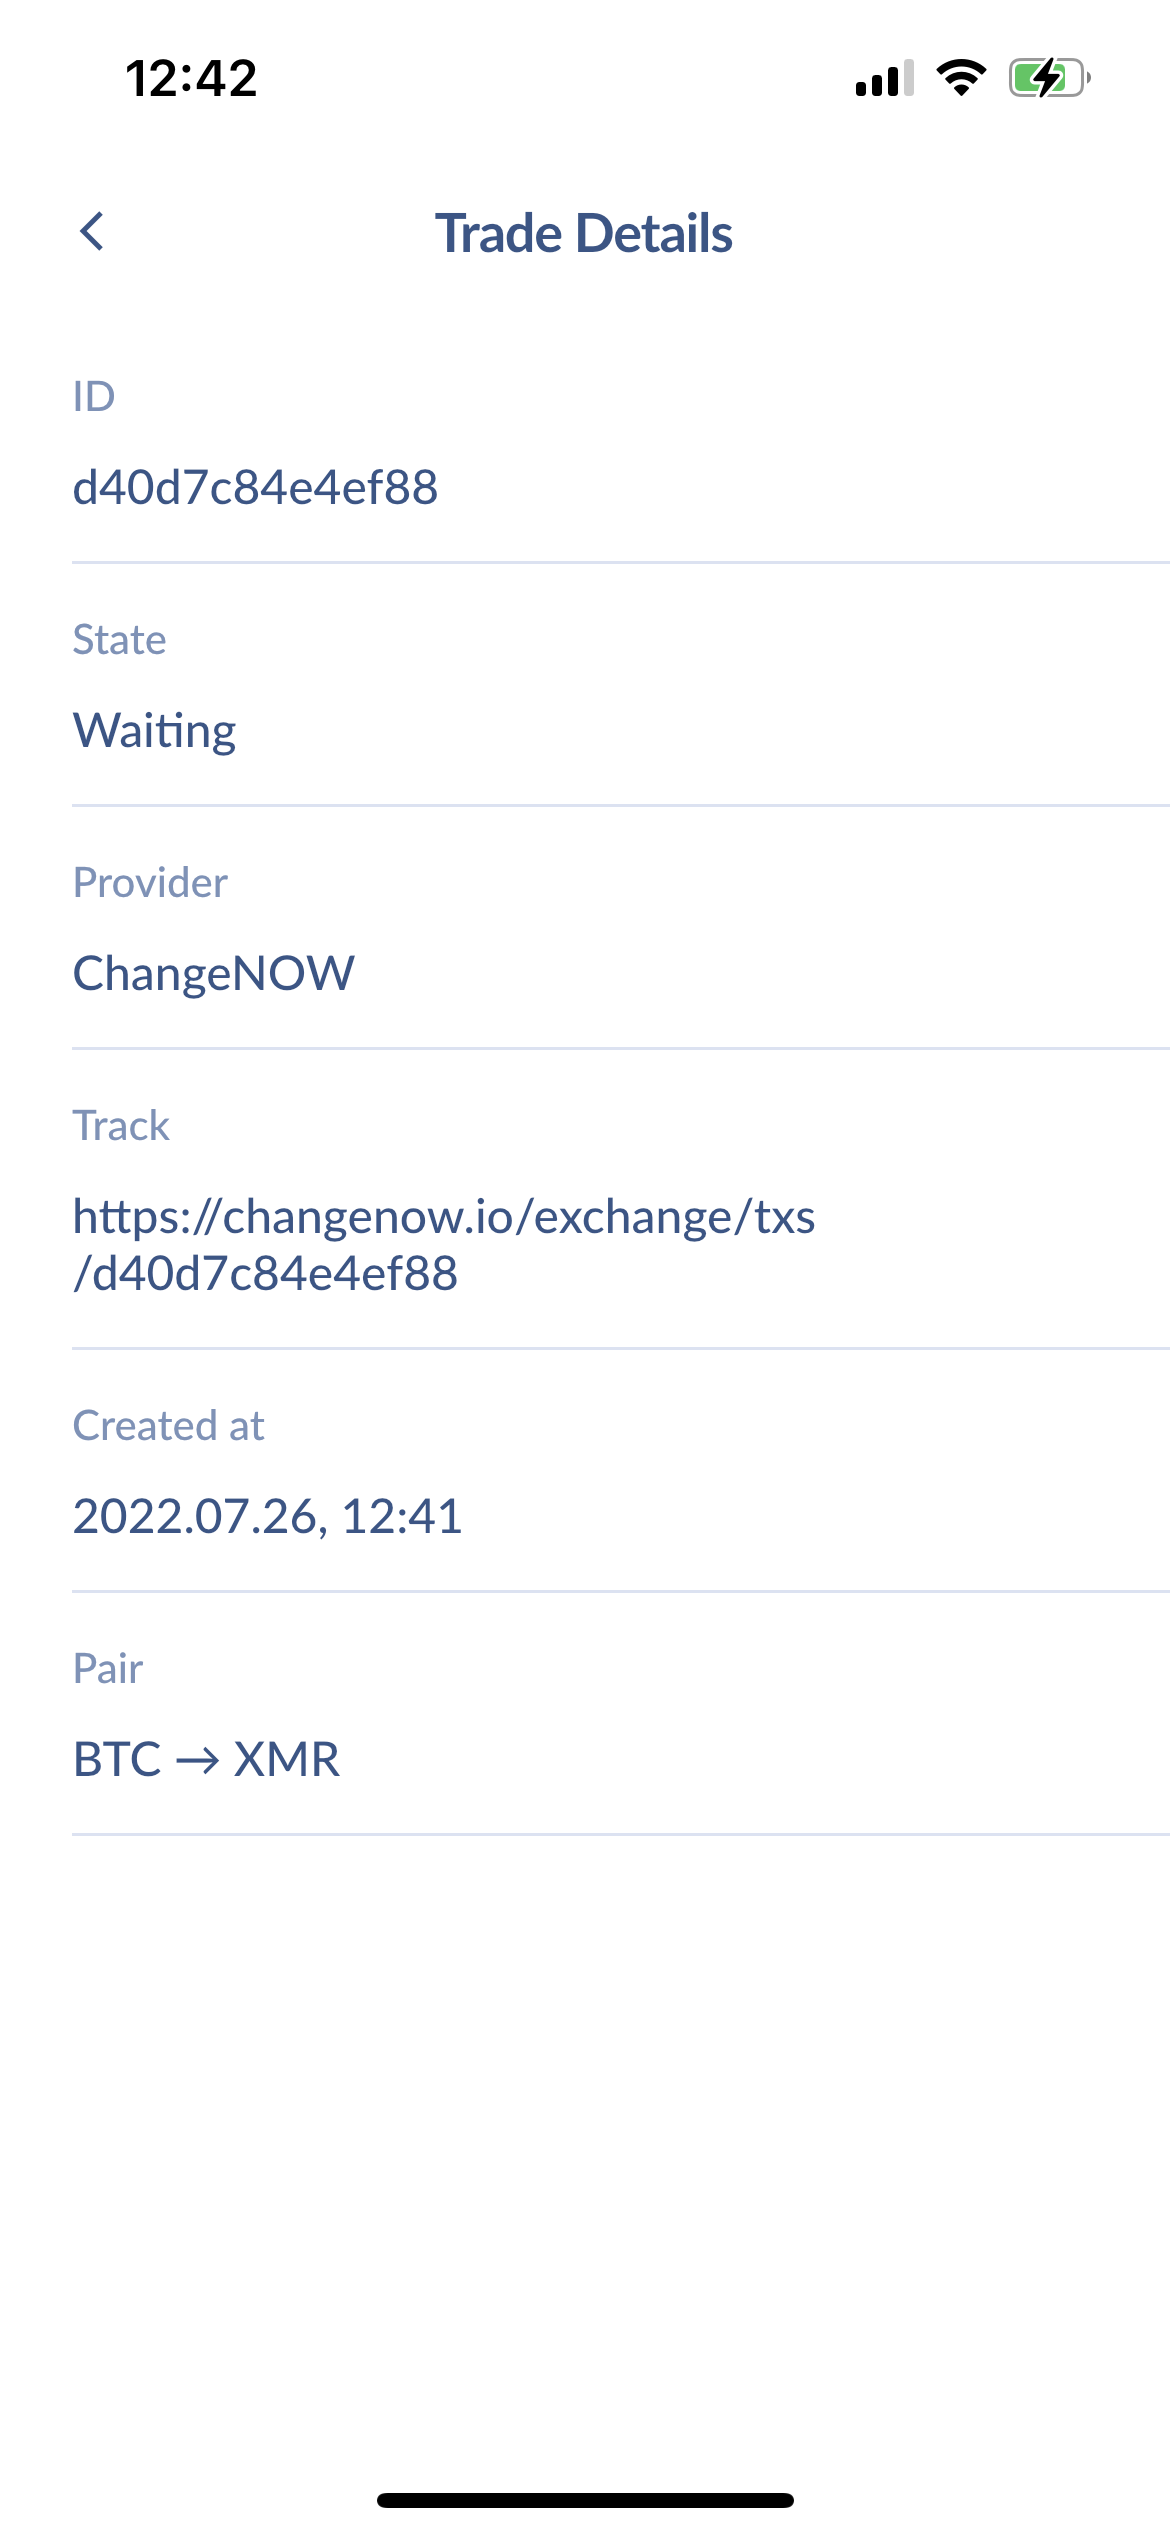 12:42
Trade Details
ID
d40d7c84e4ef88
State
Waiting
Provider
ChangeNOW
Track
https://changenow.io/exchange/txs
/d40d7c84e4ef88
Created at
2022.07.26, 12:41
Pair
BTC → XMR